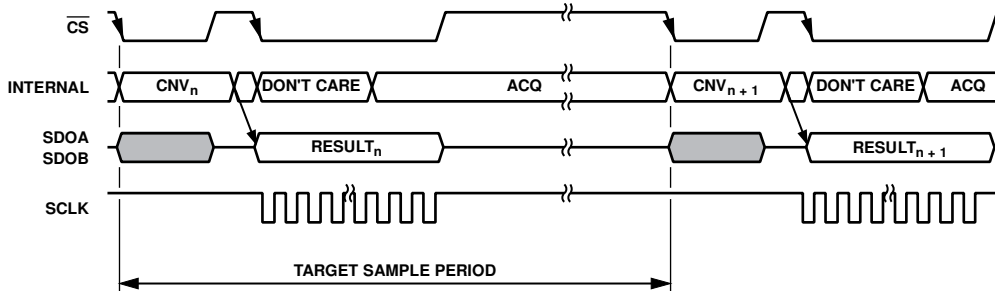 CS
INTERNAL CNVn DON'T CARE ACQ CNVn + 1 DON'T CARE ACQ
SDOA
SDOB RESULTn RESULTn + 1
SCLK
TARGET SAMPLE PERIOD